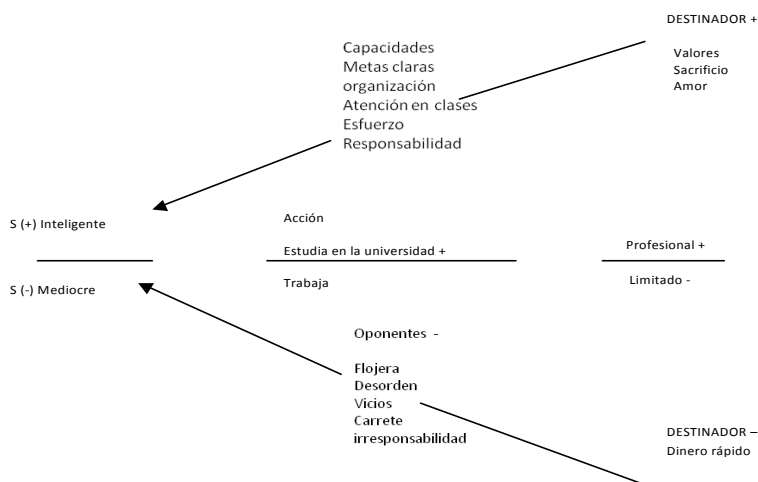 DESTINADOR +
Valores
Sacrificio
Amor
Capacidades
Metas claras
organización
Atención en clases
Esfuerzo
Responsabilidad
S (+) Inteligente
S (-) Mediocre
Acción
Estudia en la universidad +
Trabaja
Profesional +
Limitado -
Oponentes -
Flojera
Desorden
Vicios
Carrete
irresponsabilidad
DESTINADOR –
Dinero rápido